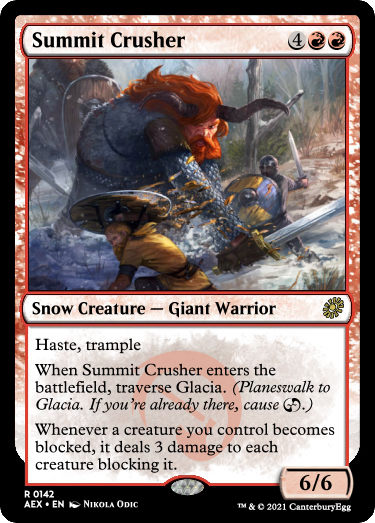 Summit Crusher 4
Snow Creature — Giant Warrior
Haste, trample
When Summit Crusher enters the
battlefield, traverse Glacia. (Planeswalk to
Glacia. If you're already there, cause .)
Whenever a creature you control becomes
blocked, it deals 3 damage to each
creature blocking it.
6/6
R 0142
AEX • EN Nikola Odic
™ & © 2021 CanterburyEgg